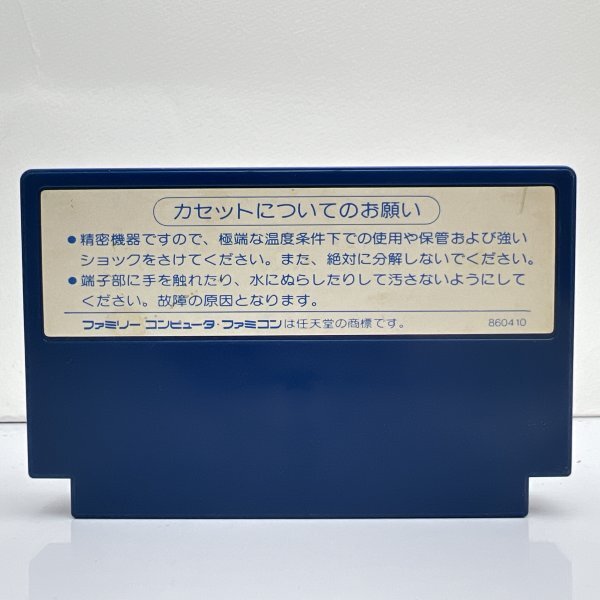 カセットについてのお願い
●精密機器ですので、極端な温度条件下での使用や保管および強い
ショックをさけてください。また、絶対に分解しないでください。
●端子部に手を触れたり、水にぬらしたりして汚さないようにして
ください。故障の原因となります。
ファミリー コンピュータ・ファミコンは任天堂の商標です。 860410